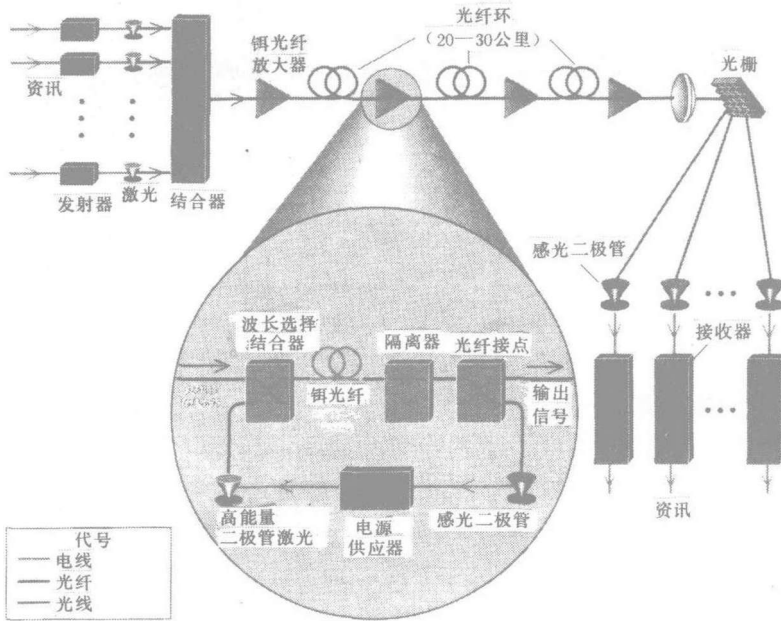 光纤环
（20—30公里）
铒光纤
放大器
光栅
资讯
发射器
激光
结合器
感光二极管
接收器
波长选择
结合器
隔离器
光纤接点
铒光纤
输出
信号
高能量
二极管激光
电源
供应器
感光二极管
资讯
代号
电线
光纤
光线